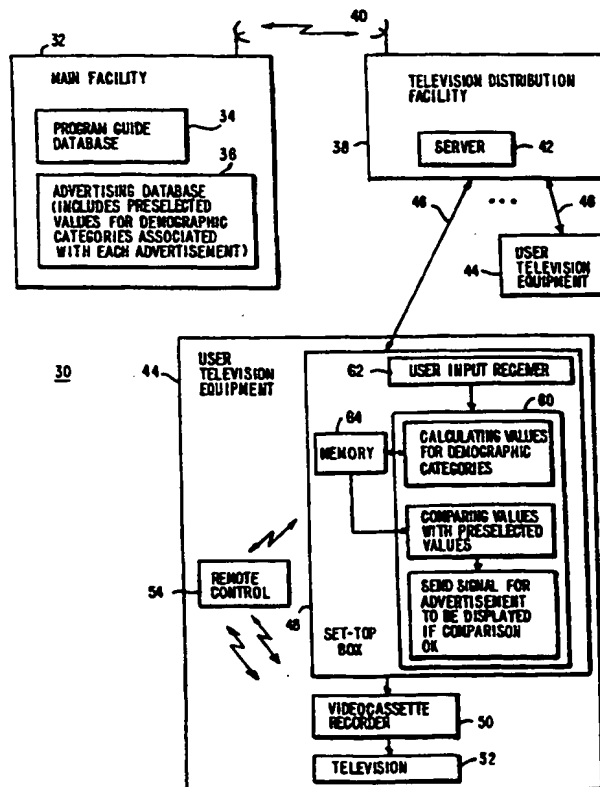 40
32
MAIN FACILITY
PROGRAM GUIDE
DATABASE
34
36
ADVERTISING DATABASE
(INCLUDES PRESELECTED
VALUES FOR DEMOGRAPHIC
CATEGORIES ASSOCIATED
WITH EACH ADVERTISEMENT)
TELEVISION DISTRIBUTION
FACILITY
38
SERVER
42
46
•••
46
44
USER
TELEVISION
EQUIPMENT
30
44
USER
TELEVISION
EQUIPMENT
62
USER INPUT RECEIVER
60
64
MEMORY
CALCULATING VALUES
FOR DEMOGRAPHIC
CATEGORIES
COMPARING VALUES
WITH PRESELECTED
VALUES
SEND SIGNAL FOR
ADVERTISEMENT
TO BE DISPLAYED
IF COMPARISON
OK
54
REMOTE
CONTROL
48
SET-TOP
BOX
VIDEOCASSETTE
RECORDER
50
TELEVISION
52